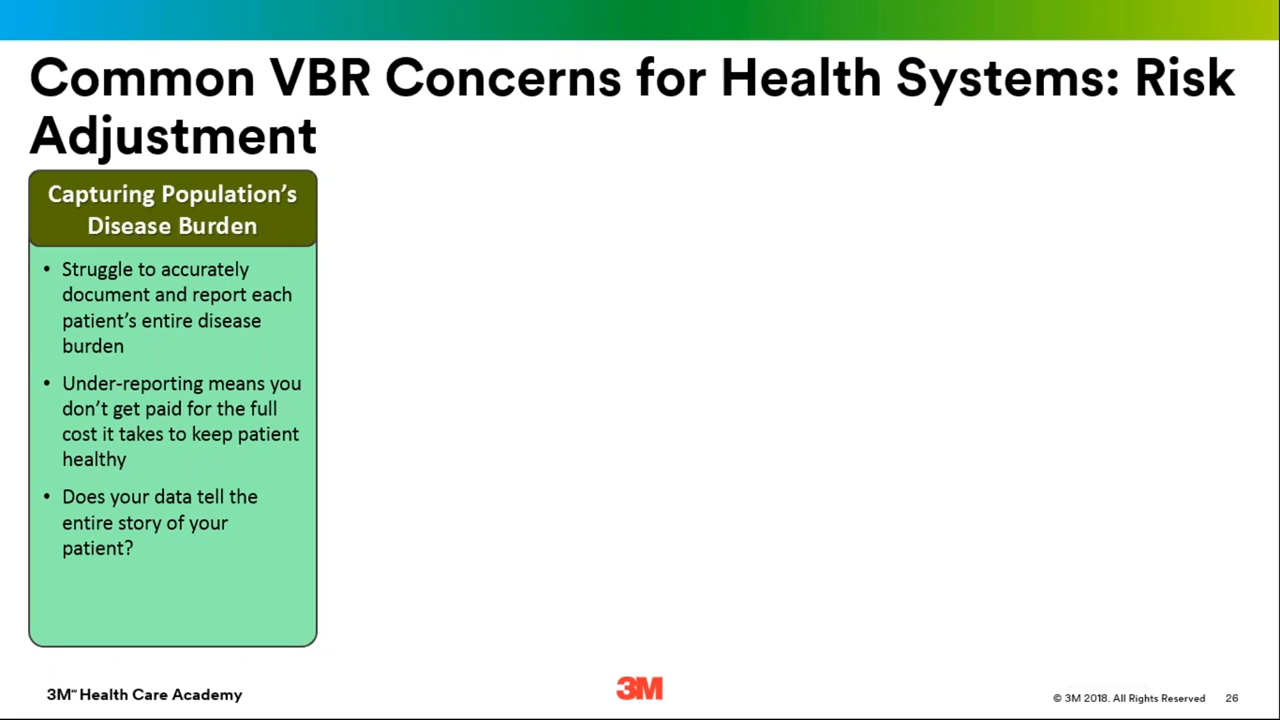 Common VBR Concerns for Health Systems: Risk
Adjustment
Capturing Population's
Disease Burden
• Struggle to accurately
document and report each
patient's entire disease
burden
• Under-reporting means you
don't get paid for the full
cost it takes to keep patient
healthy
• Does your data tell the
entire story of your
patient?
3M℠ Health Care Academy
3M
© 3M 2018. All Rights Reserved 26